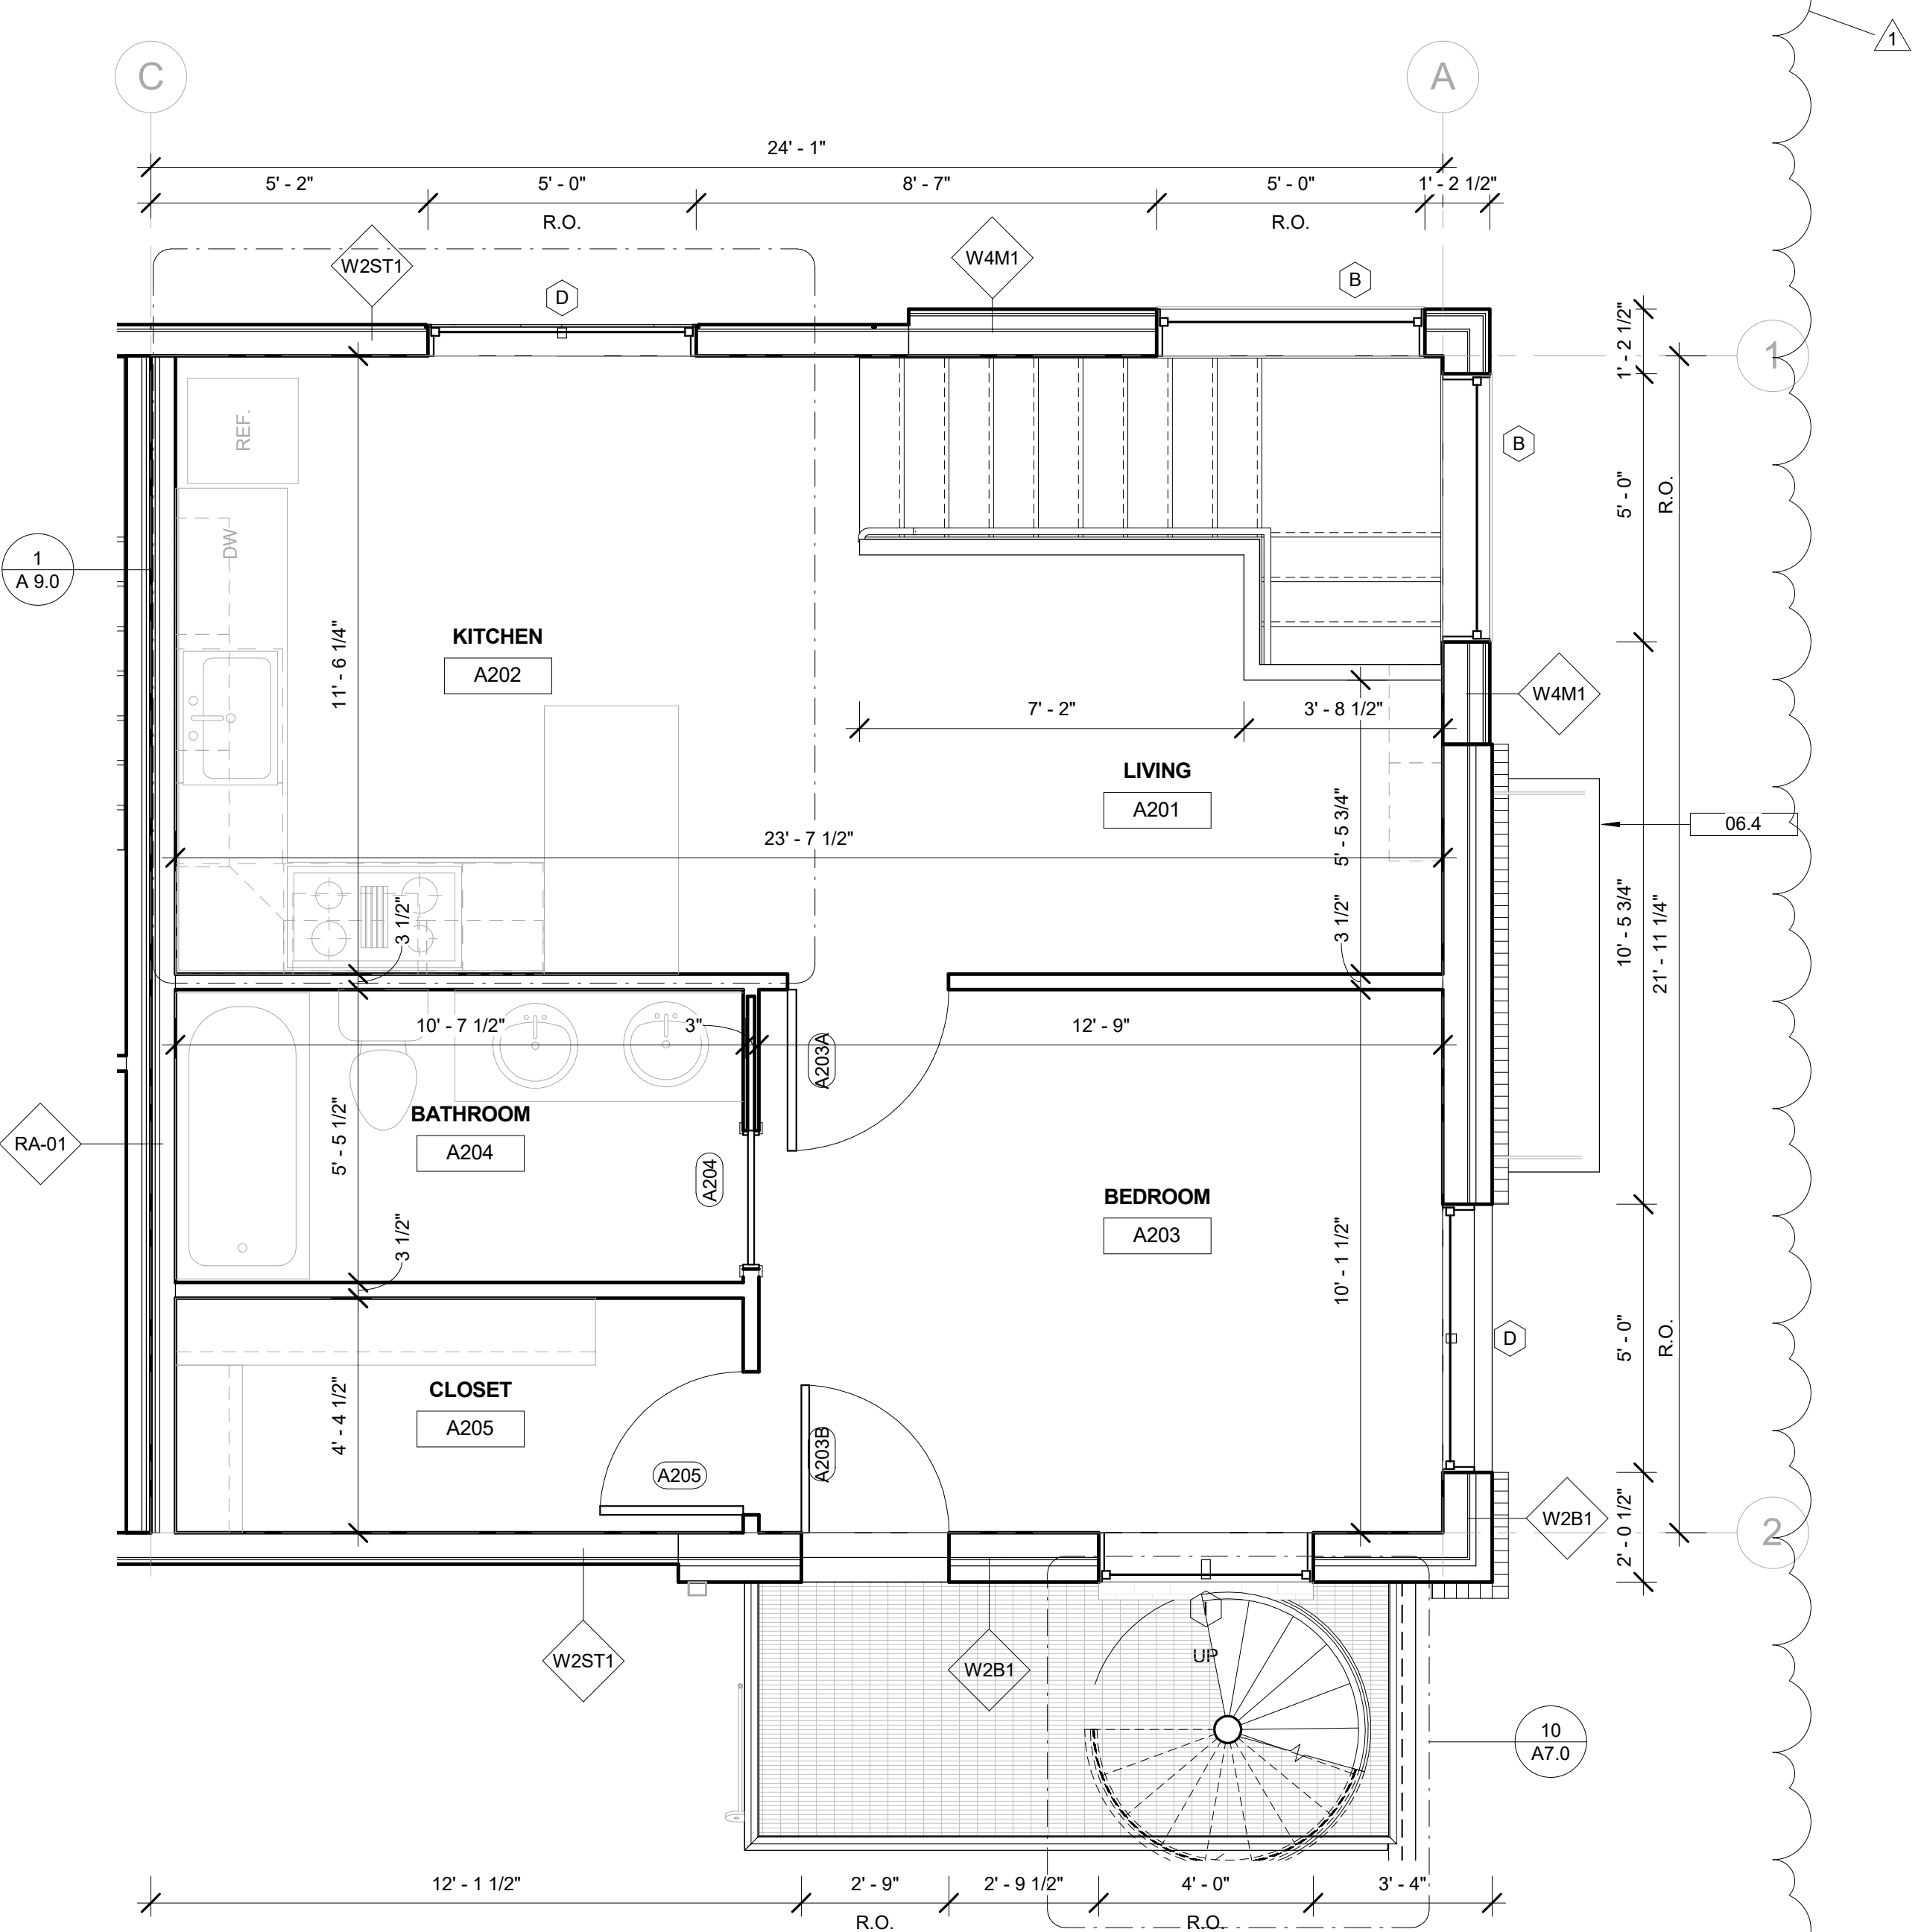 1
C
A
24' - 1"
5' - 2"
5' - 0"
8' - 7"
5' - 0"
1' - 2 1/2"
R.O.
R.O.
W2ST1
W4M1
D
B
1' - 2 1/2"
1
REF.
B
5' - 0"
R.O.
DW
1
A 9.0
KITCHEN
A202
11' - 6 1/4"
W4M1
7' - 2"
3' - 8 1/2"
LIVING
A201
06.4
23' - 7 1/2"
5' - 5 3/4"
3 1/2"
3 1/2"
10' - 5 3/4"
21' - 11 1/4"
10' - 7 1/2"
3"
12' - 9"
A203A
BATHROOM
A204
5' - 5 1/2"
RA-01
A204
BEDROOM
A203
3 1/2"
10' - 1 1/2"
5' - 0"
R.O.
D
CLOSET
A205
4' - 4 1/2"
A205
A203B
W2B1
2' - 0 1/2"
2
I
UP
W2ST1
W2B1
10
A7.0
12' - 1 1/2"
2' - 9"
2' - 9 1/2"
4' - 0"
3' - 4"
R.O.
R.O.